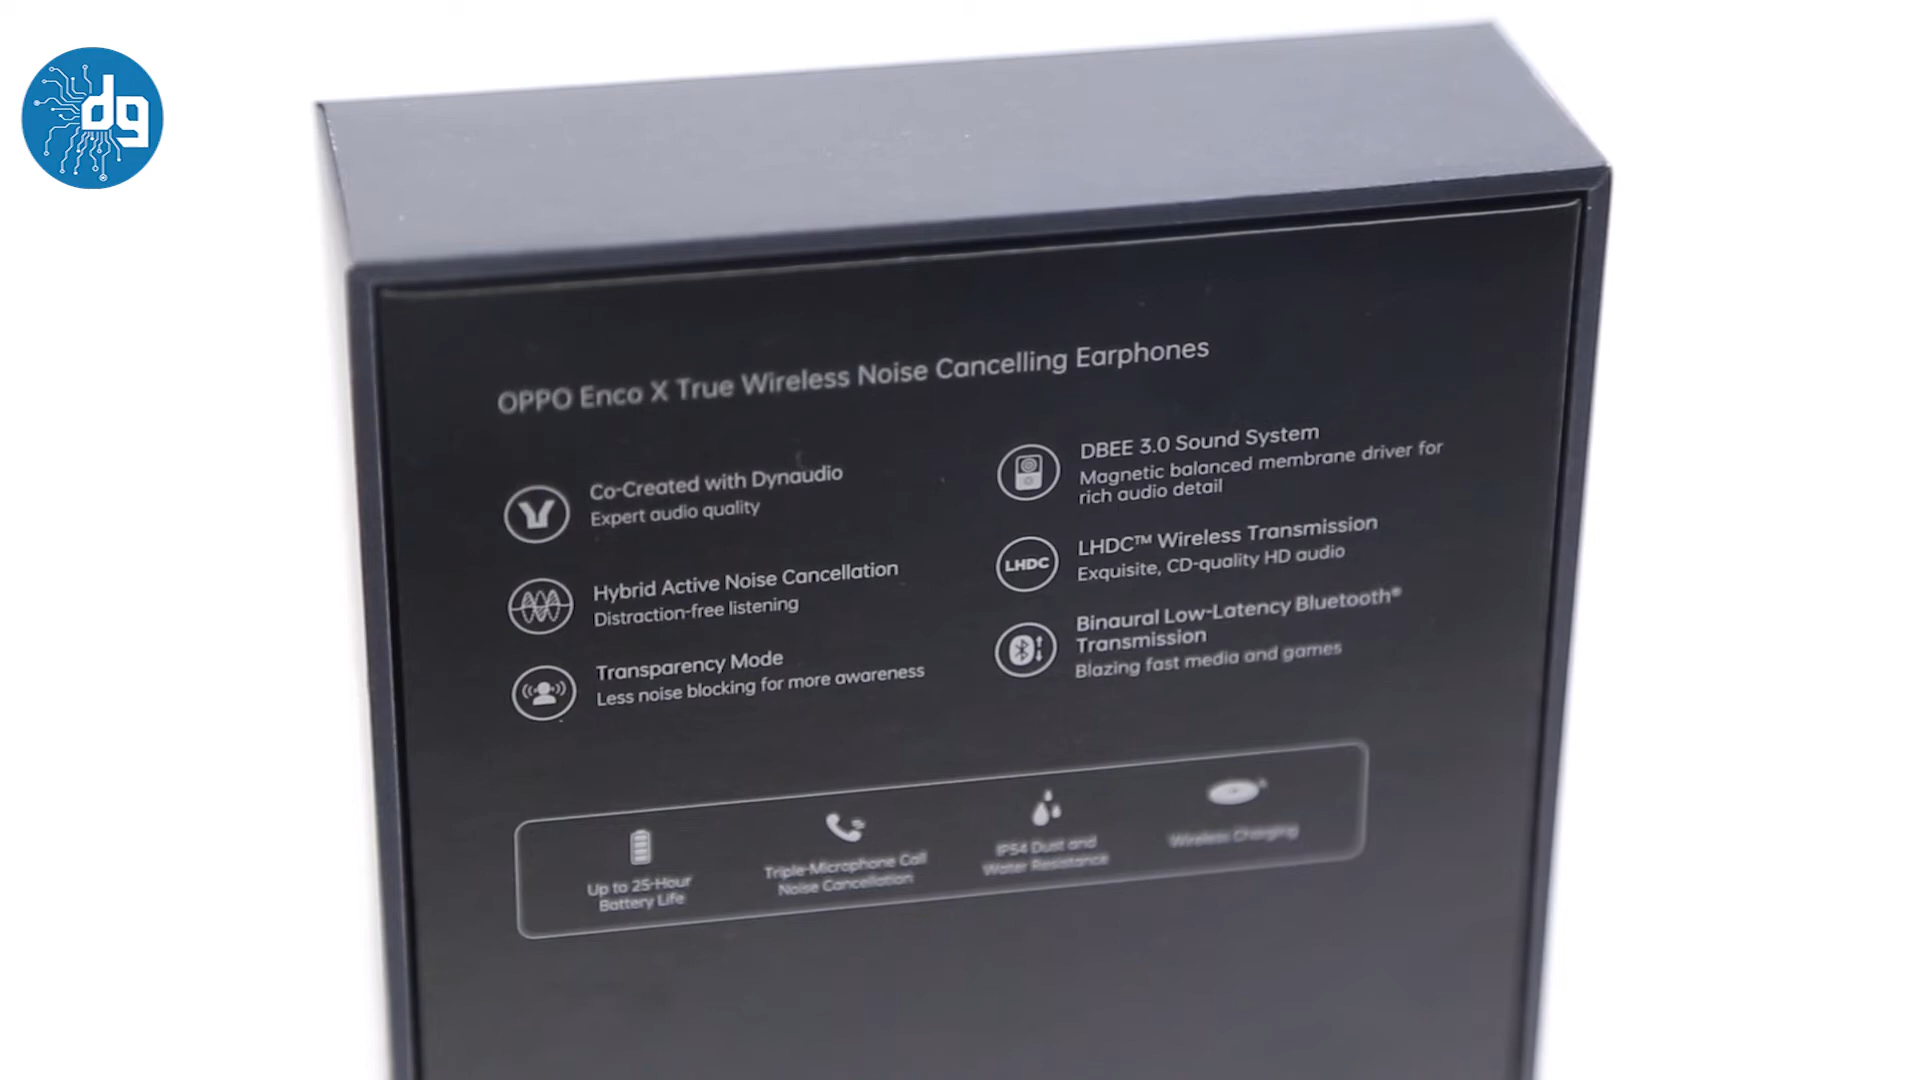 dg
OPPO Enco X True Wireless Noise Cancelling Earphones
Co-Created with Dynaudio
Expert audio quality
Hybrid Active Noise Cancellation
Distraction-free listening
Transparency Mode
Less noise blocking for more awareness
DBEE 3.0 Sound System
Magnetic balanced membrane driver for
rich audio detail
LHDC
LHDC™ Wireless Transmission
Exquisite, CD-quality HD audio
Binaural Low-Latency Bluetooth®
Transmission
Blazing fast media and games
Up to 25-Hour
Battery Life
Triple-Microphone Call
Noise Cancellation
IP54 Dust and
Water Resistance
Wireless Charging